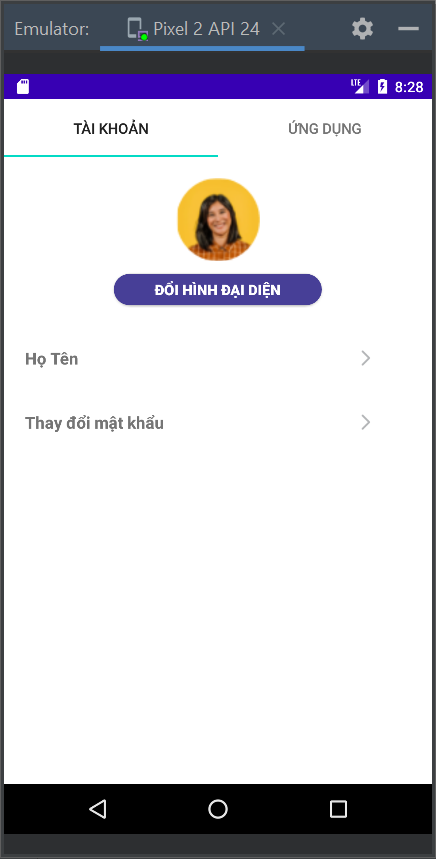 Emulator: Pixel 2 API 24
LTE 8:28
TÀI KHOẢN ỨNG DỤNG
ĐỔI HÌNH ĐẠI DIỆN
Họ Tên
Thay đổi mật khẩu